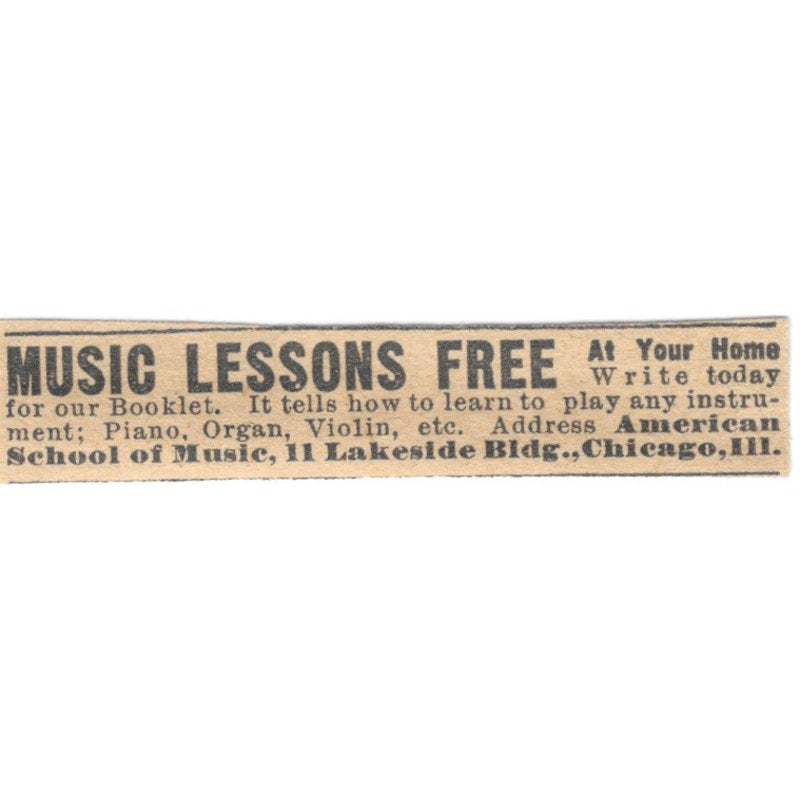 MUSIC LESSONS FREE At Your Home
Write today
for our Booklet. It tells how to learn to play any instru-
ment; Piano, Organ, Violin, etc. Address American
School of Music, 11 Lakeside Bldg., Chicago, Ill.